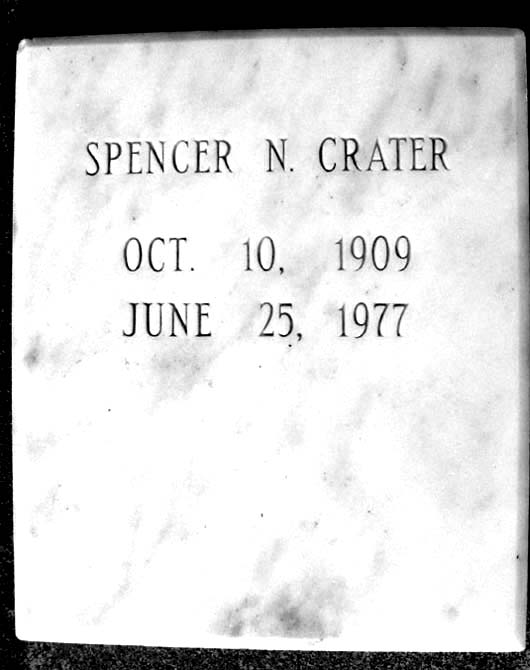 SPENCER N. CRATER
OCT. 10, 1909
JUNE 25, 1977